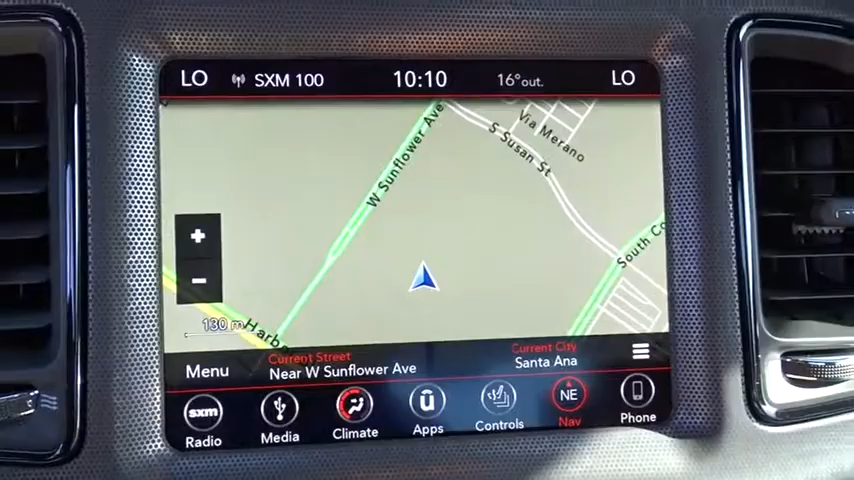 LO SXM 100 10:10 16° out. LO
W Sunflower Ave
S Susan St
Via Merano
South Co
+
-
130 m
Harb
Current Street
Current City
Menu Near W Sunflower Ave Santa Ana
sxm NE
Radio Media Climate Apps Controls Nav Phone